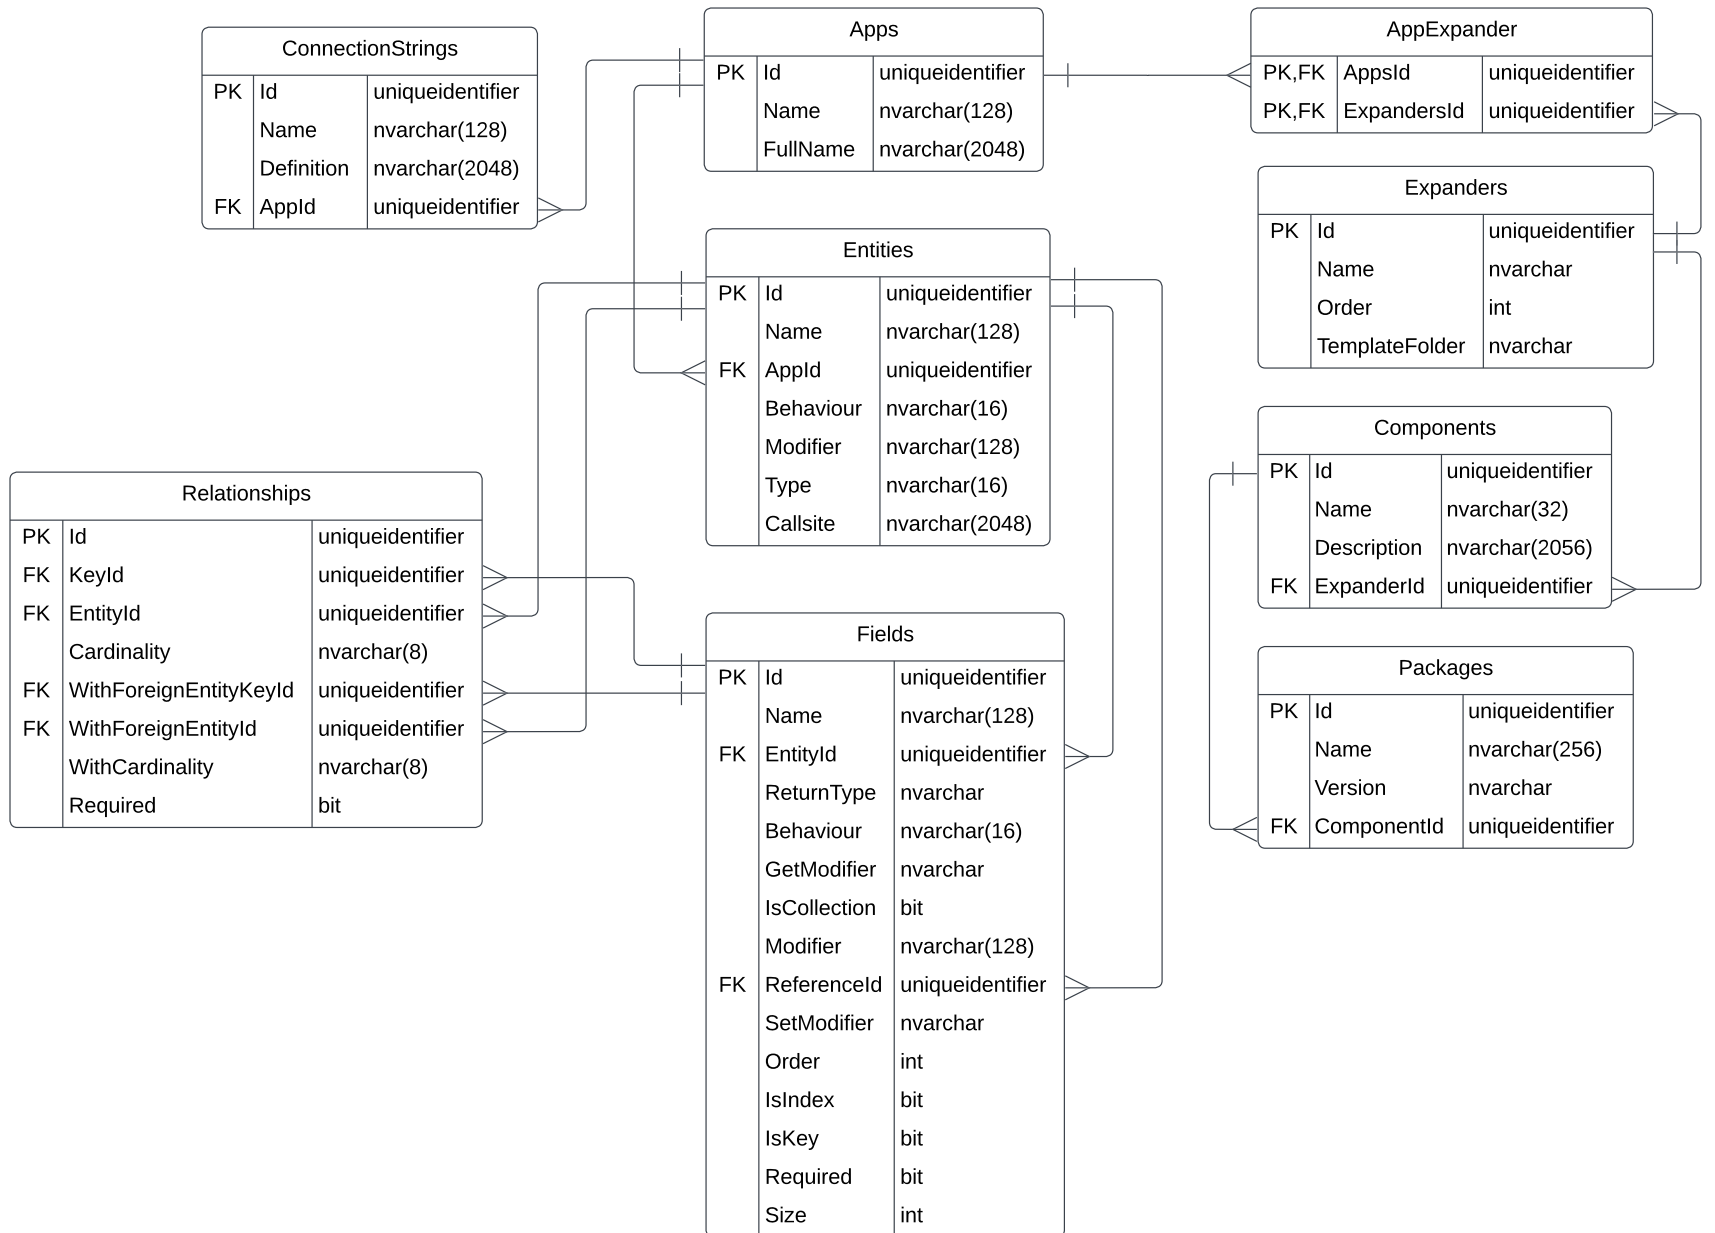 ConnectionStrings
PK Id uniqueidentifier
Name nvarchar(128)
Definition nvarchar(2048)
FK AppId uniqueidentifier
Apps
PK Id uniqueidentifier
Name nvarchar(128)
FullName nvarchar(2048)
AppExpander
PK,FK AppsId uniqueidentifier
PK,FK ExpandersId uniqueidentifier
Expanders
PK Id uniqueidentifier
Name nvarchar
Order int
TemplateFolder nvarchar
Entities
PK Id uniqueidentifier
Name nvarchar(128)
FK AppId uniqueidentifier
Behaviour nvarchar(16)
Modifier nvarchar(128)
Type nvarchar(16)
Callsite nvarchar(2048)
Components
PK Id uniqueidentifier
Name nvarchar(32)
Description nvarchar(2056)
FK ExpanderId uniqueidentifier
Relationships
PK Id uniqueidentifier
FK KeyId uniqueidentifier
FK EntityId uniqueidentifier
Cardinality nvarchar(8)
FK WithForeignEntityKeyId uniqueidentifier
FK WithForeignEntityId uniqueidentifier
WithCardinality nvarchar(8)
Required bit
Fields
PK Id uniqueidentifier
Name nvarchar(128)
FK EntityId uniqueidentifier
ReturnType nvarchar
Behaviour nvarchar(16)
GetModifier nvarchar
IsCollection bit
Modifier nvarchar(128)
FK ReferenceId uniqueidentifier
SetModifier nvarchar
Order int
IsIndex bit
IsKey bit
Required bit
Size int
Packages
PK Id uniqueidentifier
Name nvarchar(256)
Version nvarchar
FK ComponentId uniqueidentifier